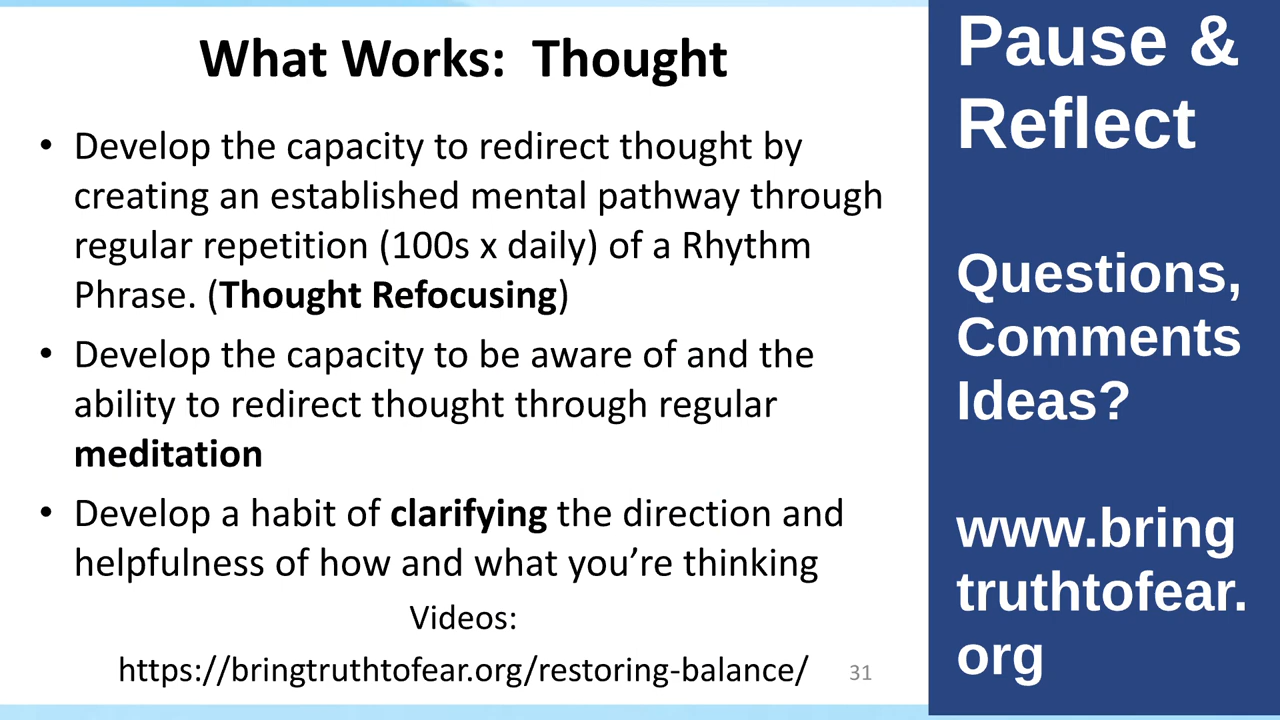 What Works:  Thought
• Develop the capacity to redirect thought by
creating an established mental pathway through
regular repetition (100s x daily) of a Rhythm
Phrase. (Thought Refocusing)
• Develop the capacity to be aware of and the
ability to redirect thought through regular
meditation
• Develop a habit of clarifying the direction and
helpfulness of how and what you’re thinking
Videos:
https://bringtruthtofear.org/restoring-balance/
31
Pause &
Reflect
Questions,
Comments
Ideas?
www.bring
truthtofear.
org